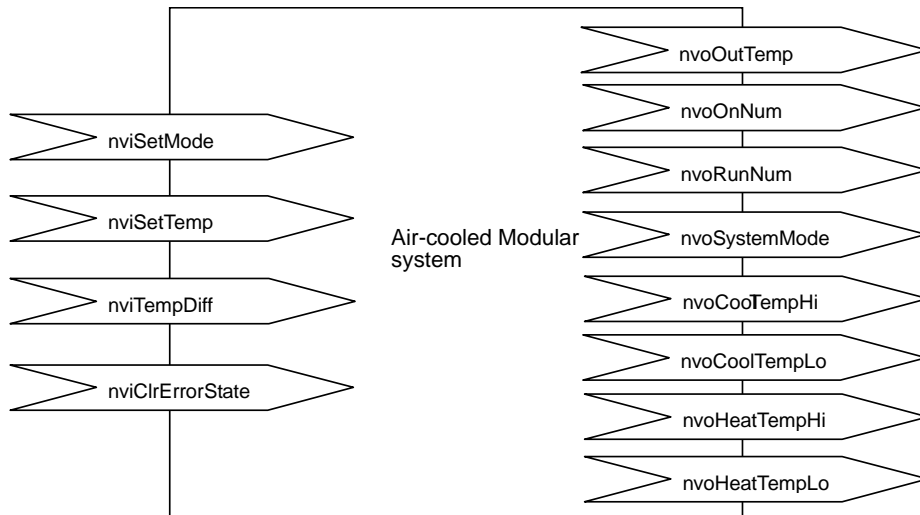 nviSetMode
nviSetTemp
nviTempDiff
nviClrErrorState
Air-cooled Modular
system
nvoOutTemp
nvoOnNum
nvoRunNum
nvoSystemMode
nvoCooTempHi
nvoCoolTempLo
nvoHeatTempHi
nvoHeatTempLo